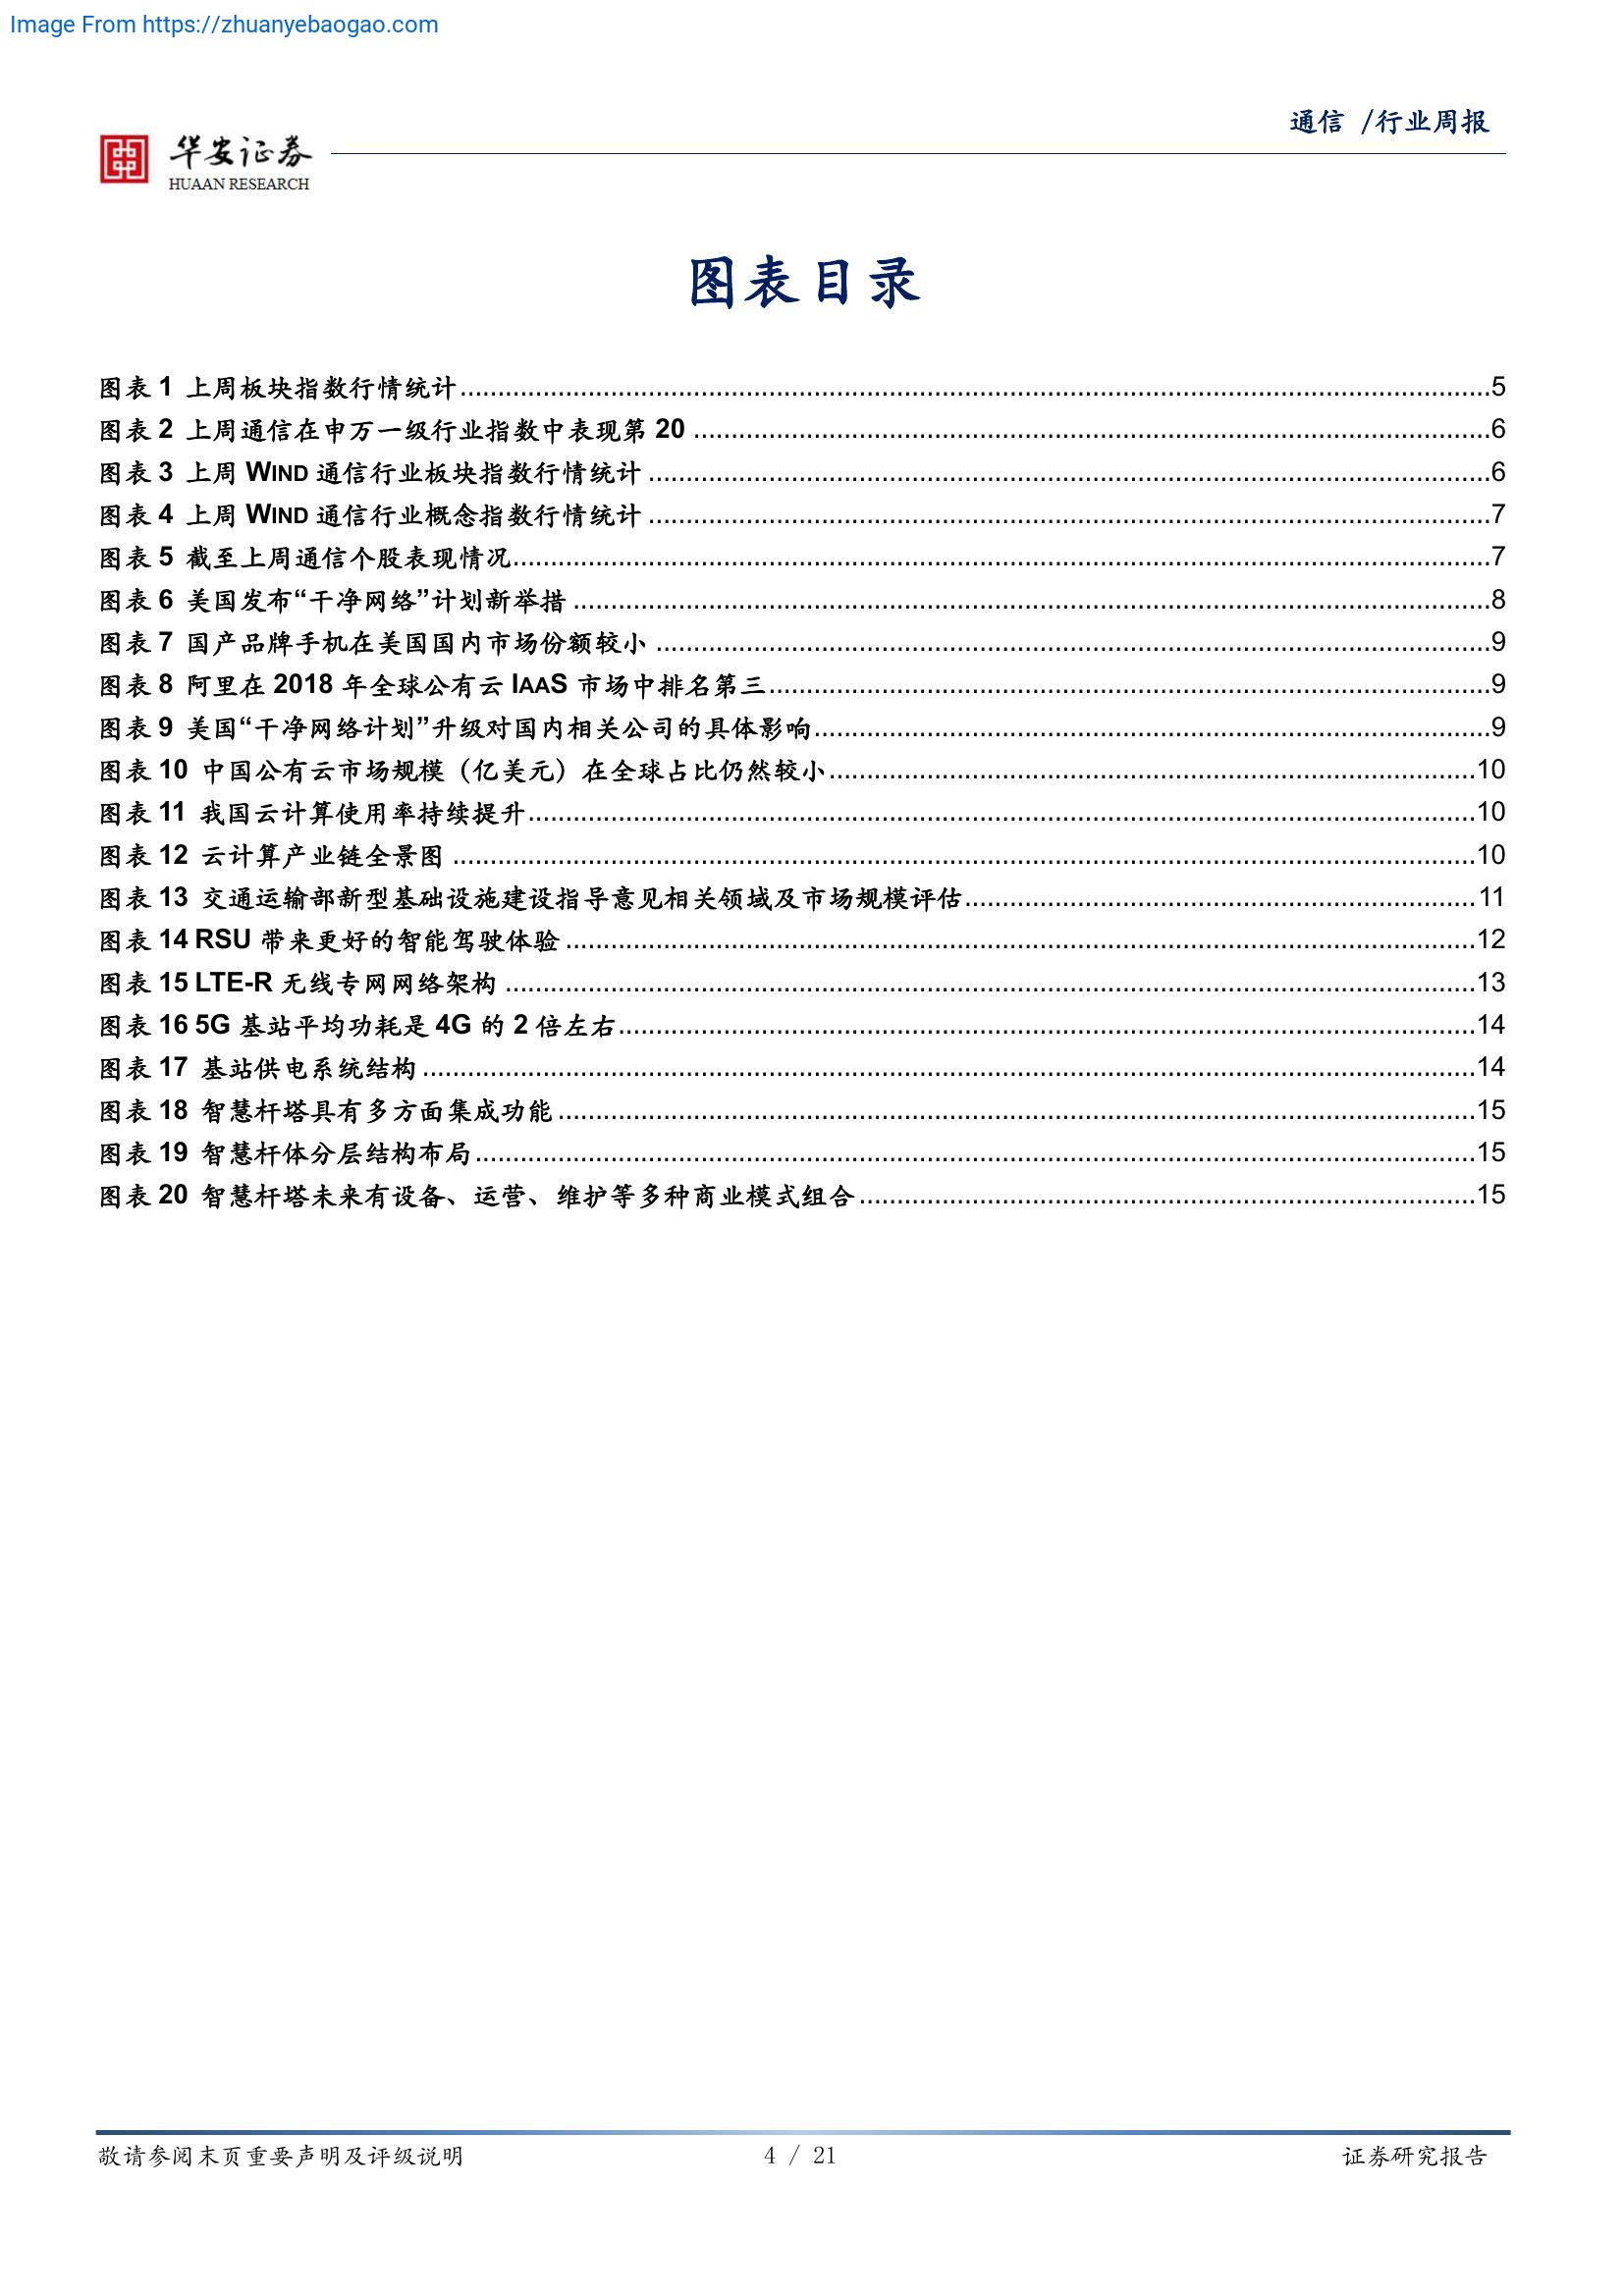 Image From https://zhuanyebaogao.com
通信 /行业周报
华安证券
HUAAN RESEARCH
图表目录
图表 1 上周板块指数行情统计 5
图表 2 上周通信在申万一级行业指数中表现第 20 6
图表 3 上周 WIND 通信行业板块指数行情统计 6
图表 4 上周 WIND 通信行业概念指数行情统计 7
图表 5 截至上周通信个股表现情况 7
图表 6 美国发布“干净网络”计划新举措 8
图表 7 国产品牌手机在美国国内市场份额较小 9
图表 8 阿里在 2018 年全球公有云 IAAS 市场中排名第三 9
图表 9 美国“干净网络计划”升级对国内相关公司的具体影响 9
图表 10 中国公有云市场规模（亿美元）在全球占比仍然较小 10
图表 11 我国云计算使用率持续提升 10
图表 12 云计算产业链全景图 10
图表 13 交通运输部新型基础设施建设指导意见相关领域及市场规模评估 11
图表 14 RSU 带来更好的智能驾驶体验 12
图表 15 LTE-R 无线专网网络架构 13
图表 16 5G 基站平均功耗是 4G 的 2 倍左右 14
图表 17 基站供电系统结构 14
图表 18 智慧杆塔具有多方面集成功能 15
图表 19 智慧杆体分层结构布局 15
图表 20 智慧杆塔未来有设备、运营、维护等多种商业模式组合 15
敬请参阅末页重要声明及评级说明 4 / 21 证券研究报告